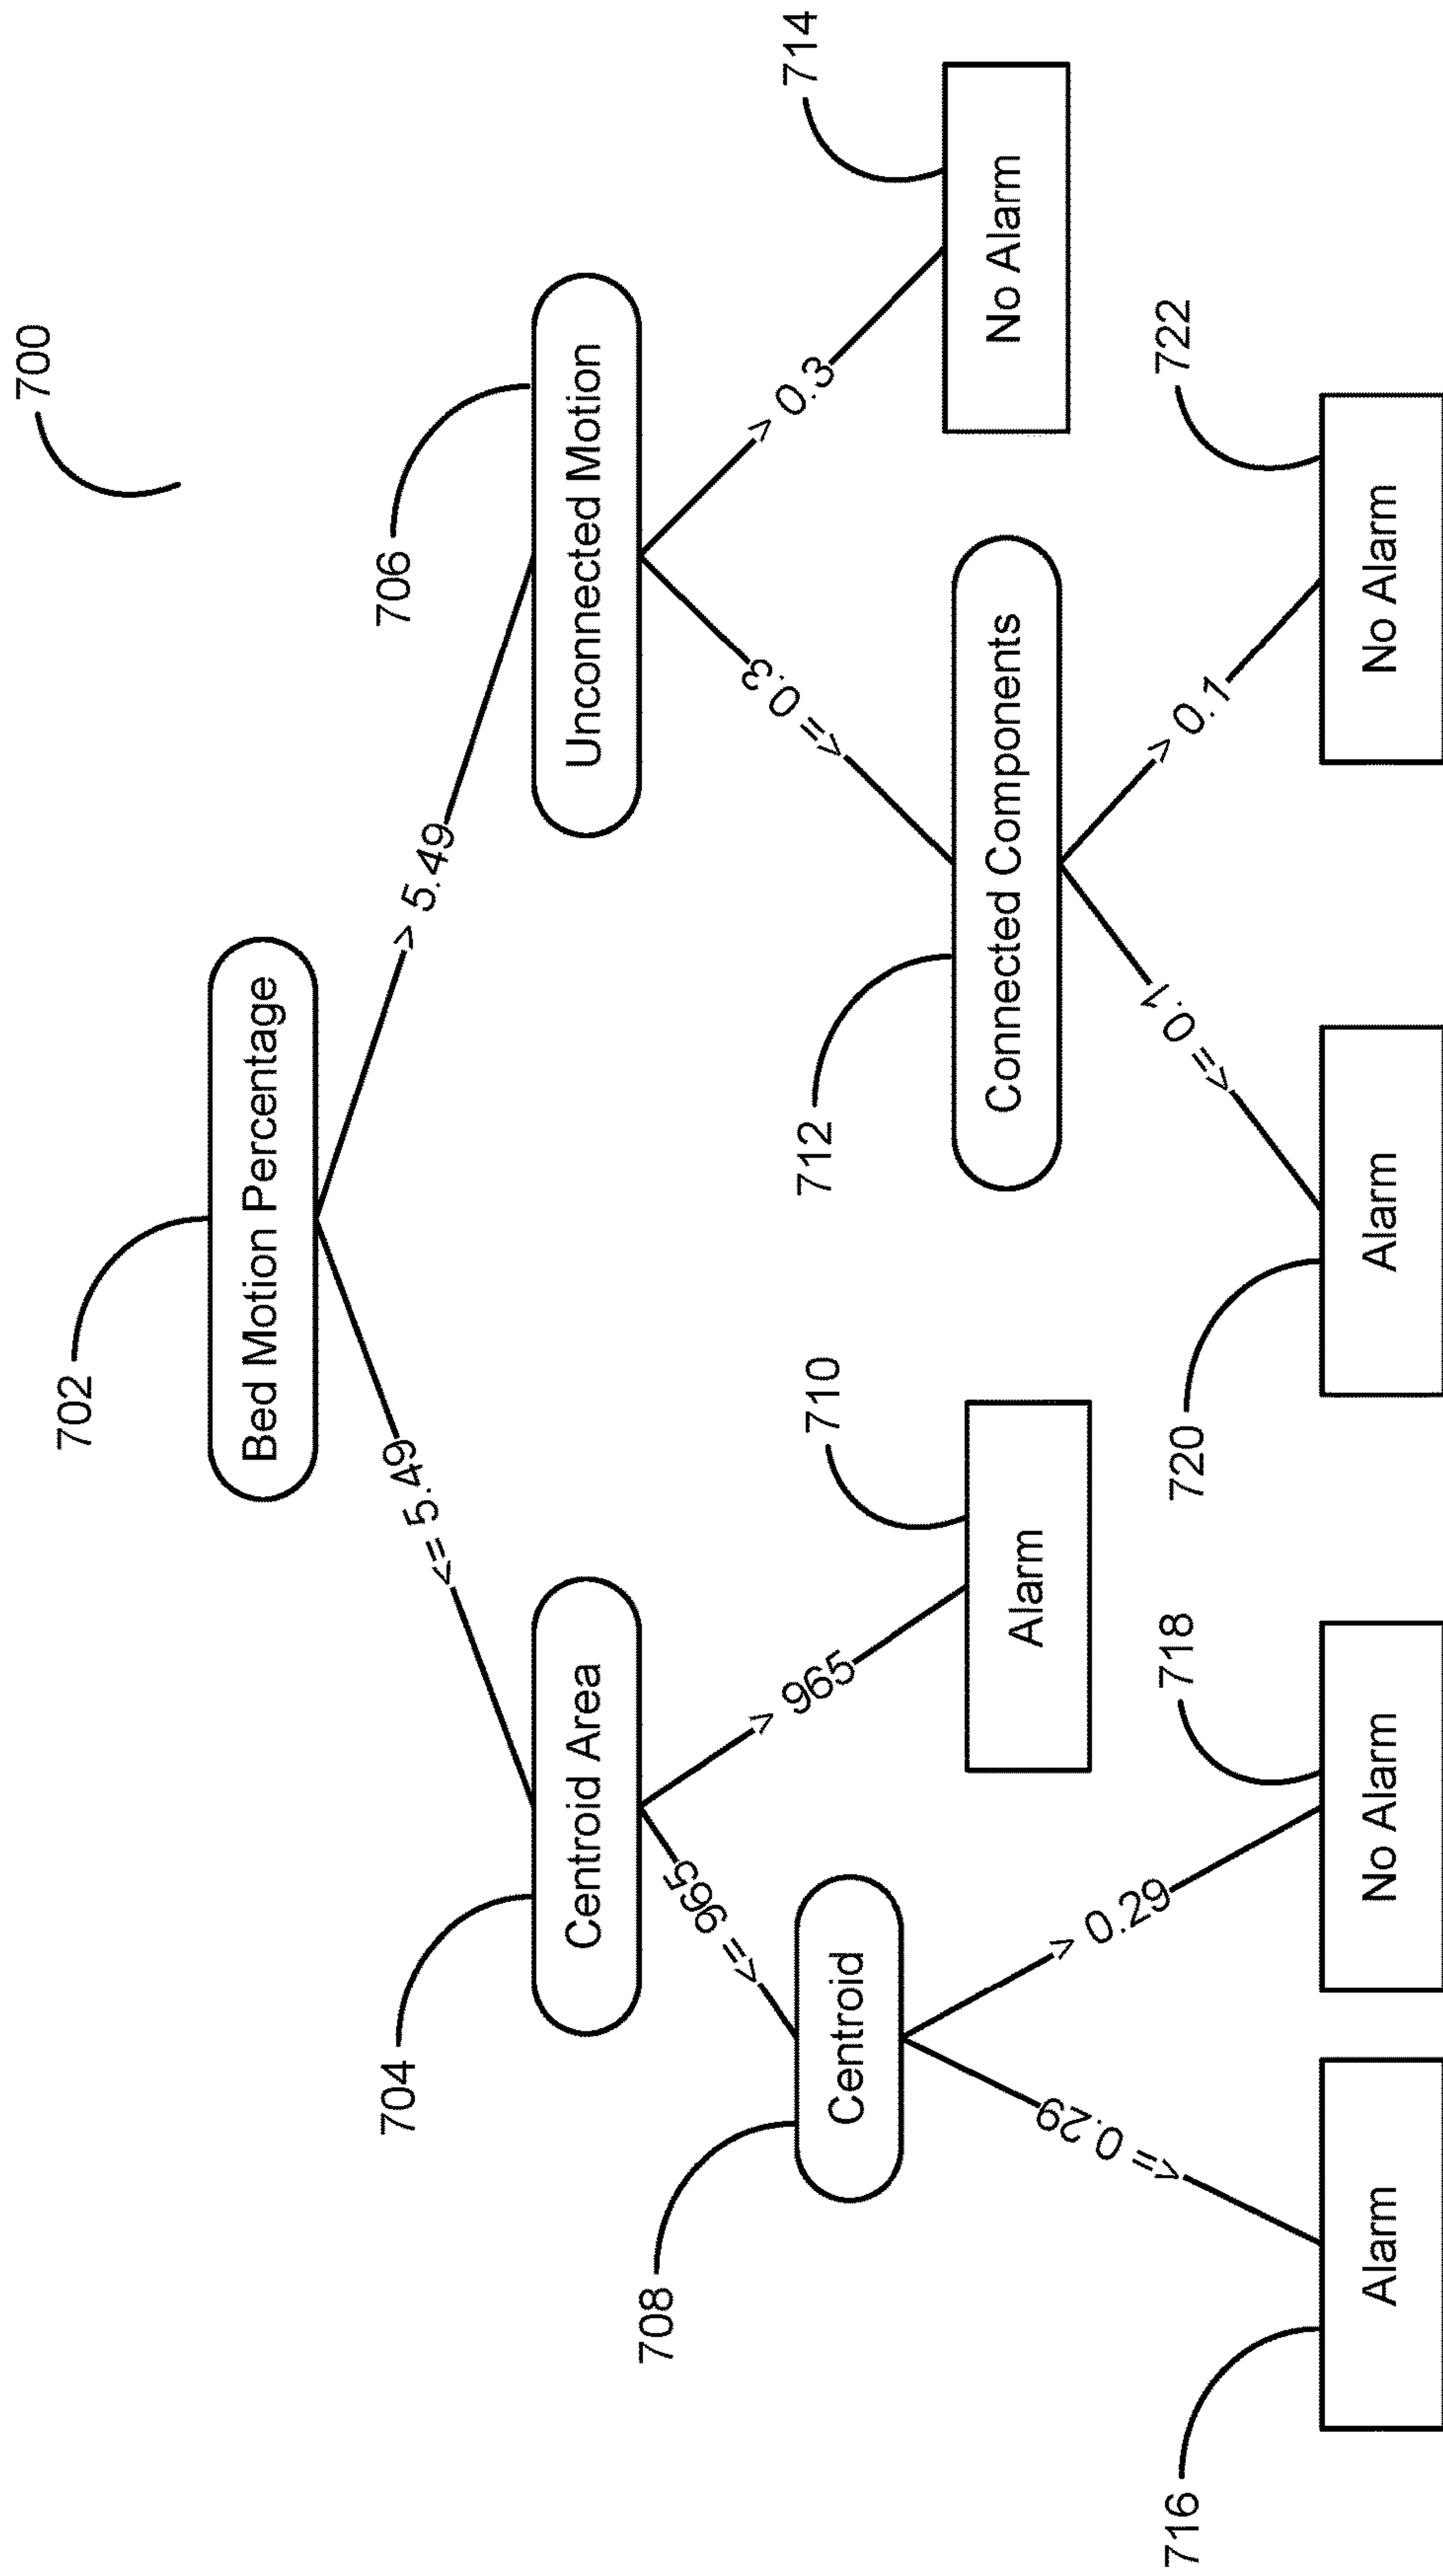 700
702
Bed Motion Percentage
<= 5.49
> 5.49
704
Centroid Area
706
Unconnected Motion
<= 965
> 965
<= 0.3
> 0.3
708
Centroid
710
Alarm
712
Connected Components
714
No Alarm
<= 0.29
> 0.29
<= 0.1
> 0.1
716
Alarm
718
No Alarm
720
Alarm
722
No Alarm